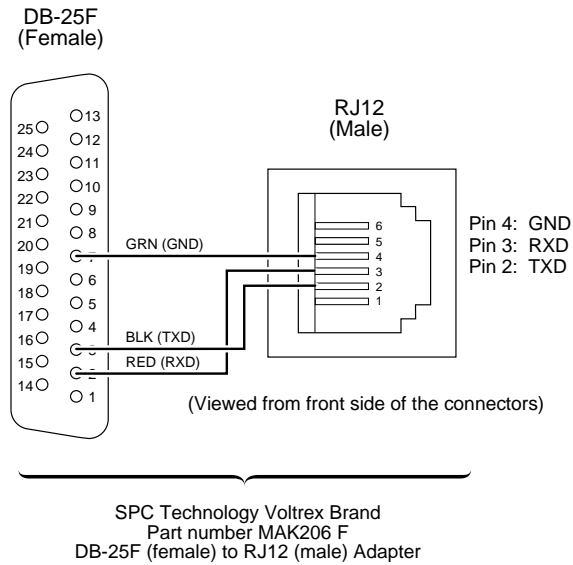 DB-25F
(Female)
13
25
12
24
11
23
10
22
9
21
8
20
7
19
6
18
5
17
4
16
3
15
2
14
1
GRN (GND)
BLK (TXD)
RED (RXD)
RJ12
(Male)
6
5
4
3
2
1
Pin 4: GND
Pin 3: RXD
Pin 2: TXD
(Viewed from front side of the connectors)
SPC Technology Voltrex Brand
Part number MAK206 F
DB-25F (female) to RJ12 (male) Adapter